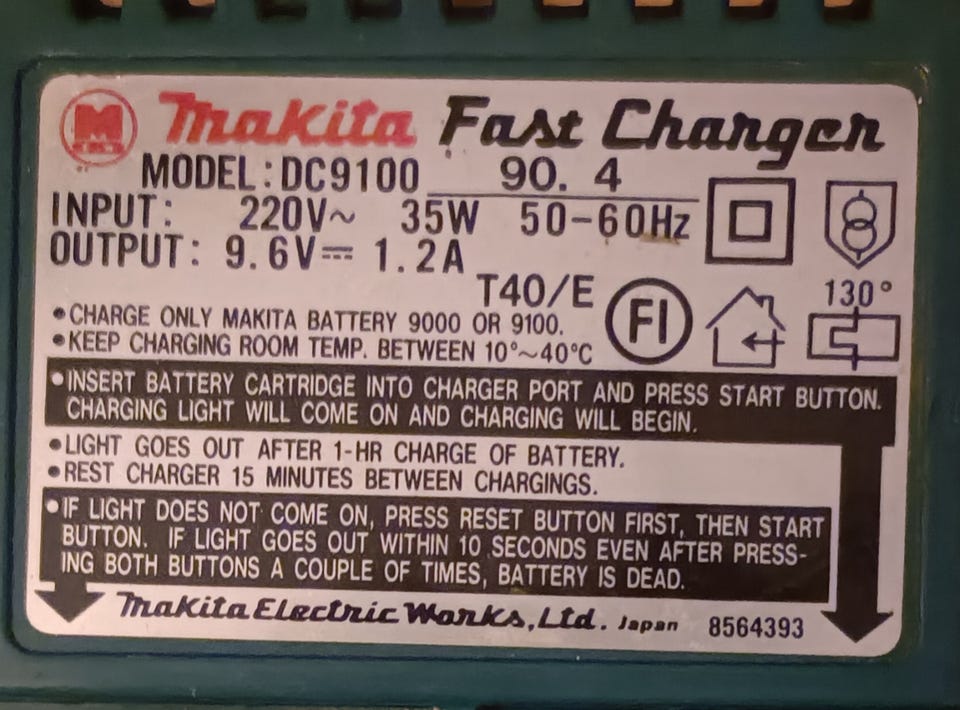 M
makita Fast Charger
MODEL: DC9100 90. 4
INPUT: 220V~ 35W 50-60Hz
OUTPUT: 9.6V⎓ 1.2A
T40/E
FI
130°
•CHARGE ONLY MAKITA BATTERY 9000 OR 9100.
•KEEP CHARGING ROOM TEMP. BETWEEN 10°~40°C
•INSERT BATTERY CARTRIDGE INTO CHARGER PORT AND PRESS START BUTTON.
CHARGING LIGHT WILL COME ON AND CHARGING WILL BEGIN.
•LIGHT GOES OUT AFTER 1-HR CHARGE OF BATTERY.
•REST CHARGER 15 MINUTES BETWEEN CHARGINGS.
•IF LIGHT DOES NOT COME ON, PRESS RESET BUTTON FIRST, THEN START
BUTTON. IF LIGHT GOES OUT WITHIN 10 SECONDS EVEN AFTER PRESS-
ING BOTH BUTTONS A COUPLE OF TIMES, BATTERY IS DEAD.
Makita Electric Works, Ltd. Japan 8564393